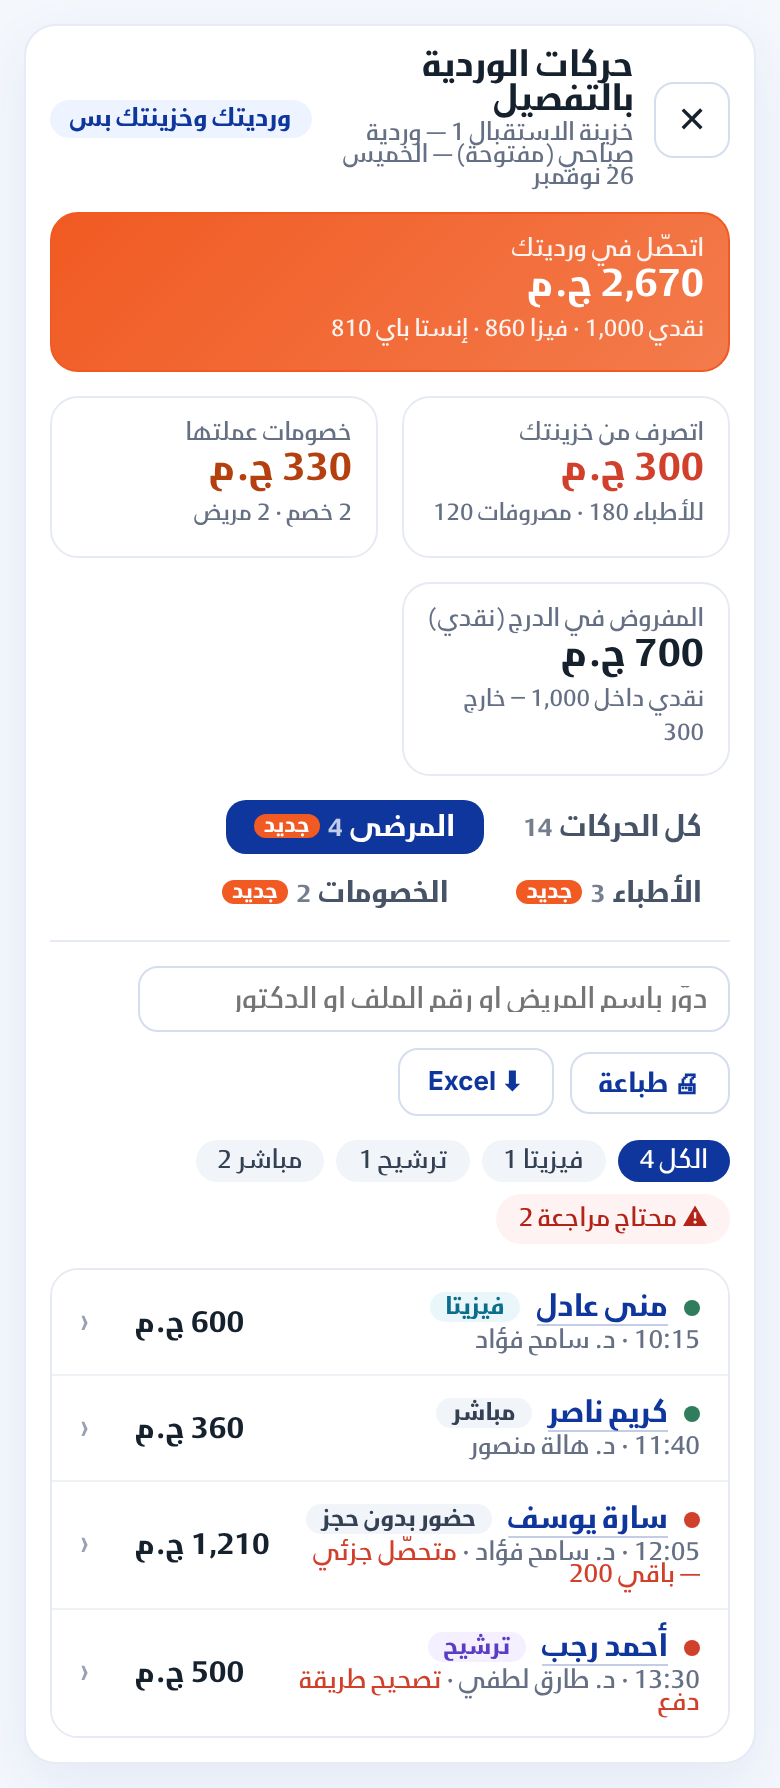 ✕
حركات الوردية
بالتفصيل
خزينة الاستقبال 1 — وردية
صباحي (مفتوحة) — الخميس
26 نوفمبر
ورديتك وخزينتك بس
اتحصّل في ورديتك
2,670 ج.م
نقدي 1,000 · فيزا 860 · إنستا باي 810
اتصرف من خزينتك
300 ج.م
للأطباء 180 · مصروفات 120
خصومات عملتها
330 ج.م
2 خصم · 2 مريض
المفروض في الدرج (نقدي)
700 ج.م
نقدي داخل 1,000 − خارج
300
كل الحركات 14
المرضى 4 جديد
الأطباء 3 جديد
الخصومات 2 جديد
دوّر باسم المريض او رقم الملف او الدكتور
🖨 طباعة
⬇ Excel
الكل 4
فيزيتا 1
ترشيح 1
مباشر 2
⚠ محتاج مراجعة 2
منى عادل فيزيتا
10:15 · د. سامح فؤاد
600 ج.م
كريم ناصر مباشر
11:40 · د. هالة منصور
360 ج.م
سارة يوسف حضور بدون حجز
12:05 · د. سامح فؤاد · متحصّل جزئي
— باقي 200
1,210 ج.م
أحمد رجب ترشيح
13:30 · د. طارق لطفي · تصحيح طريقة
دفع
500 ج.م